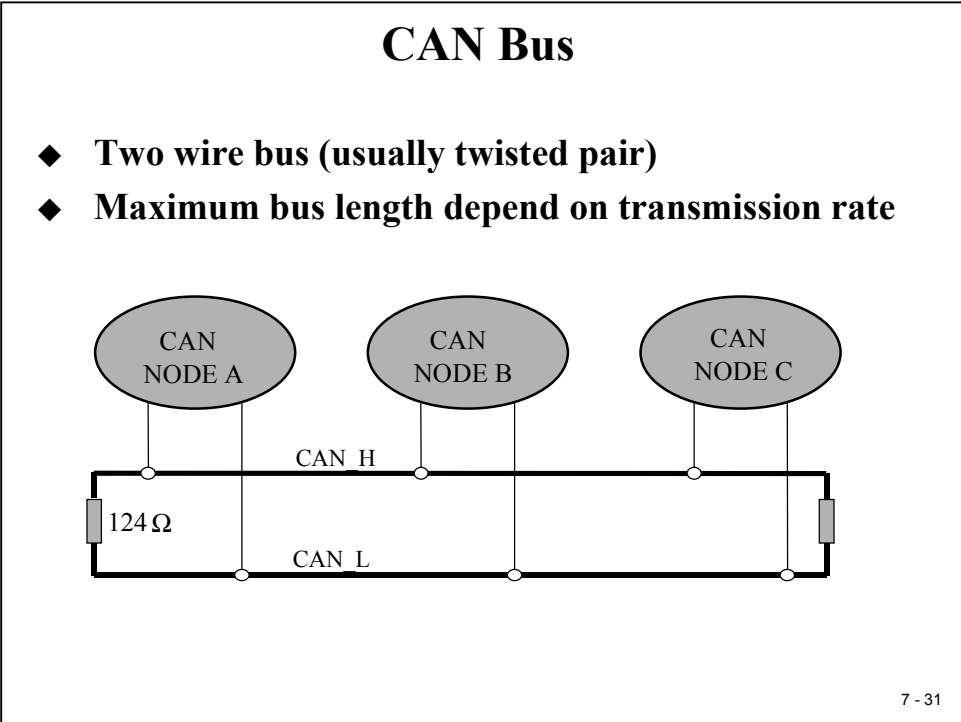 CAN Bus
◆ Two wire bus (usually twisted pair)
◆ Maximum bus length depend on transmission rate
CAN
NODE A
CAN
NODE B
CAN
NODE C
CAN_H
124 Ω
CAN_L
7 - 31